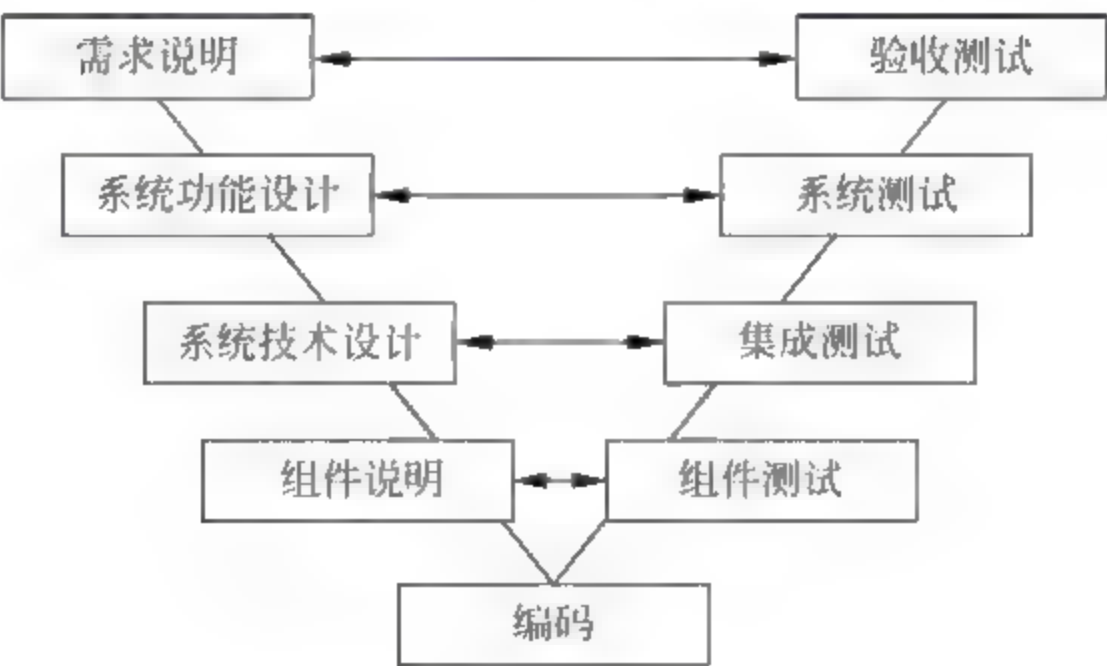 需求说明
验收测试
系统功能设计
系统测试
系统技术设计
集成测试
组件说明
组件测试
编码